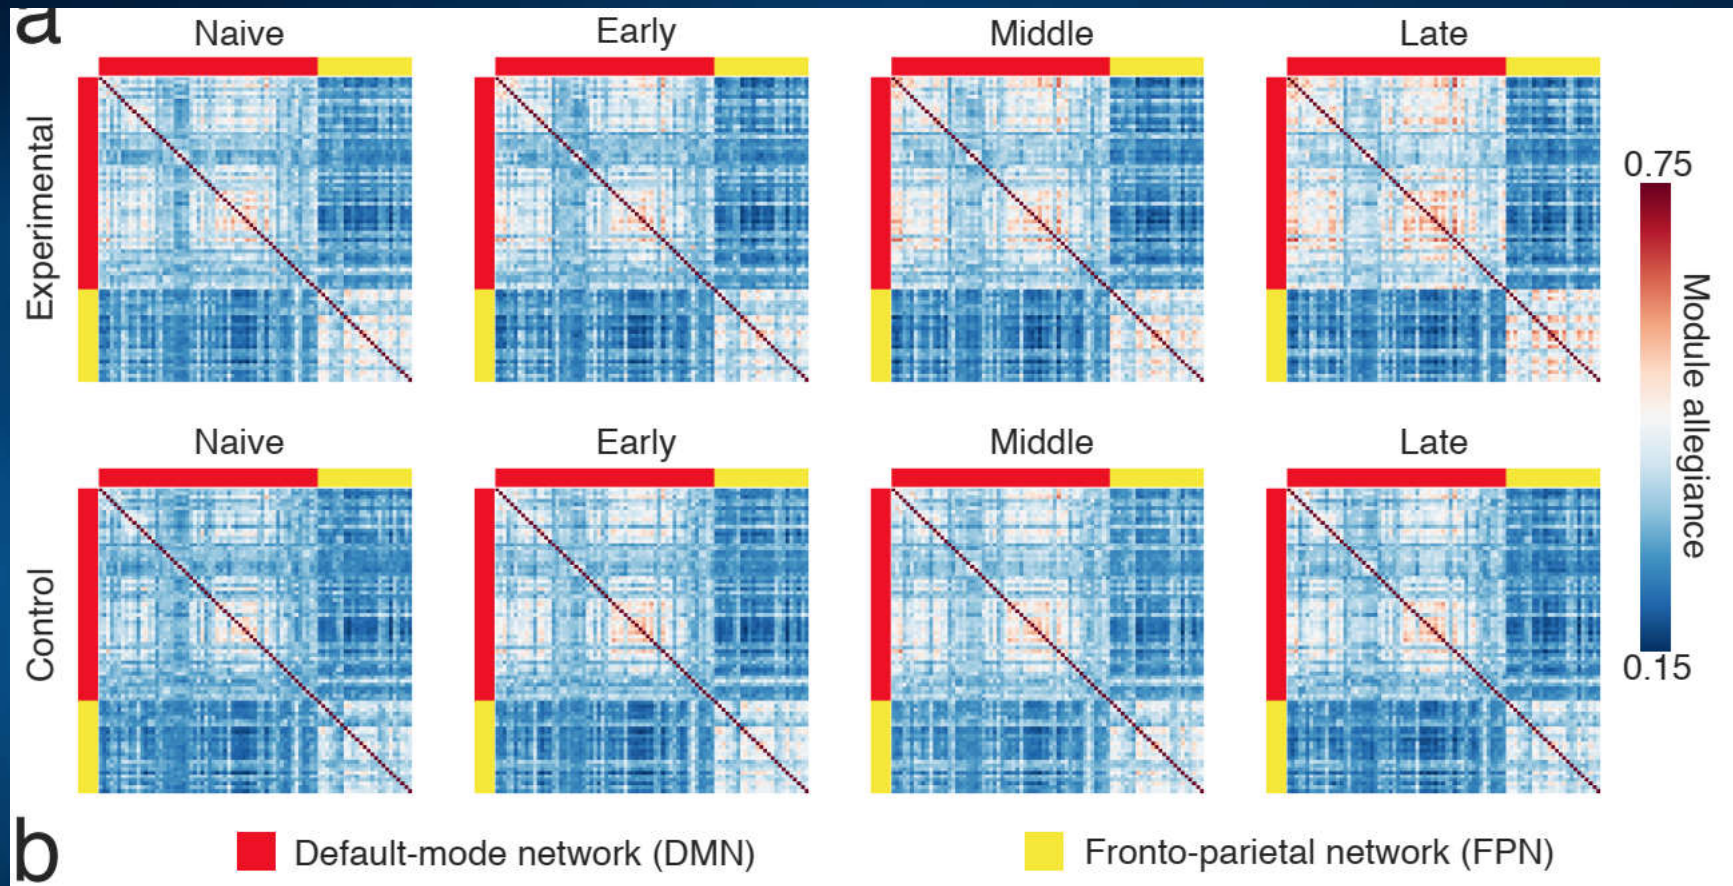 a
Naive Early Middle Late
Experimental
0.75
Module allegiance
0.15
Naive Early Middle Late
Control
b
Default-mode network (DMN) Fronto-parietal network (FPN)